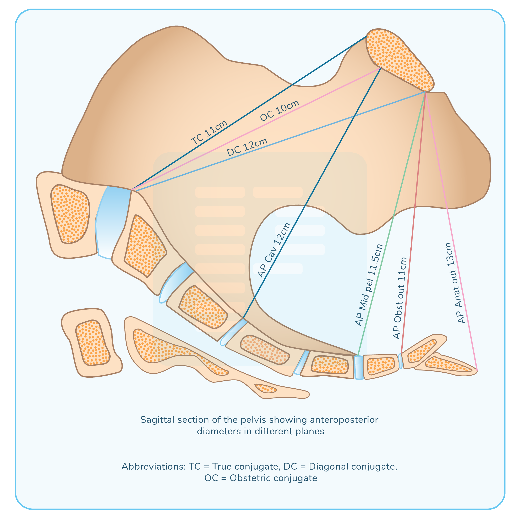 TC 11cm
OC 10cm
DC 12cm
AP Cav 12cm
AP Mid pel 11.5cm
AP Obst out 11cm
AP Anat out 13cm
Sagittal section of the pelvis showing anteroposterior
diameters in different planes
Abbreviations: TC = True conjugate, DC = Diagonal conjugate,
OC = Obstetric conjugate